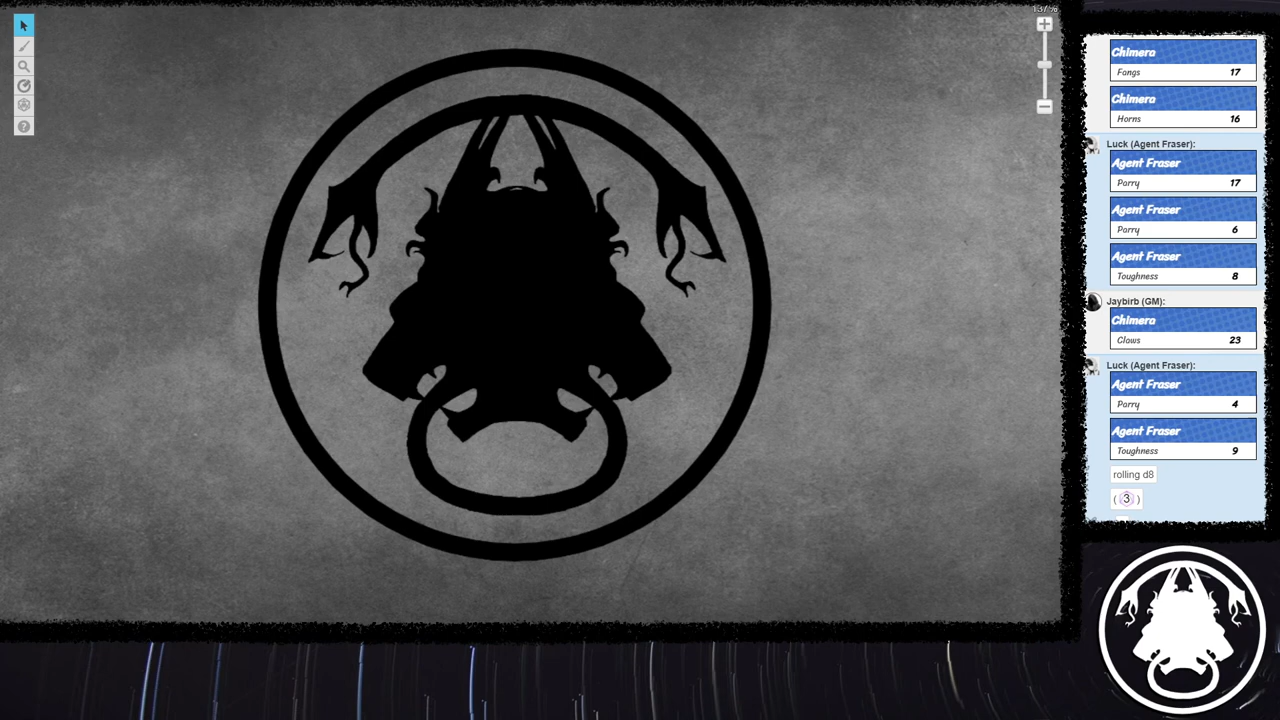 137%
Chimera
Fangs 17
Chimera
Horns 16
Luck (Agent Fraser):
Agent Fraser
Parry 17
Agent Fraser
Parry 6
Agent Fraser
Toughness 8
Jaybirb (GM):
Chimera
Claws 23
Luck (Agent Fraser):
Agent Fraser
Parry 4
Agent Fraser
Toughness 9
rolling d8
(3)